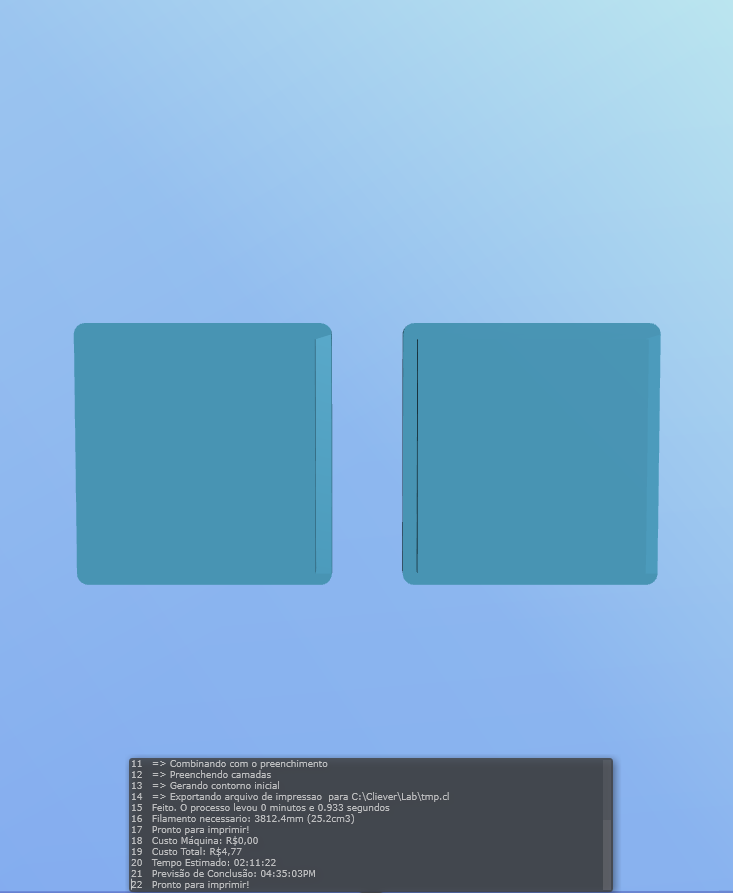 11 => Combinando com o preenchimento
12 => Preenchendo camadas
13 => Gerando contorno inicial
14 => Exportando arquivo de impressao  para C:\Cliever\Lab\tmp.cl
15 Feito. O processo levou 0 minutos e 0.933 segundos
16 Filamento necessario: 3812.4mm (25.2cm3)
17 Pronto para imprimir!
18 Custo Máquina: R$0,00
19 Custo Total: R$4,77
20 Tempo Estimado: 02:11:22
21 Previsão de Conclusão: 04:35:03PM
22 Pronto para imprimir!